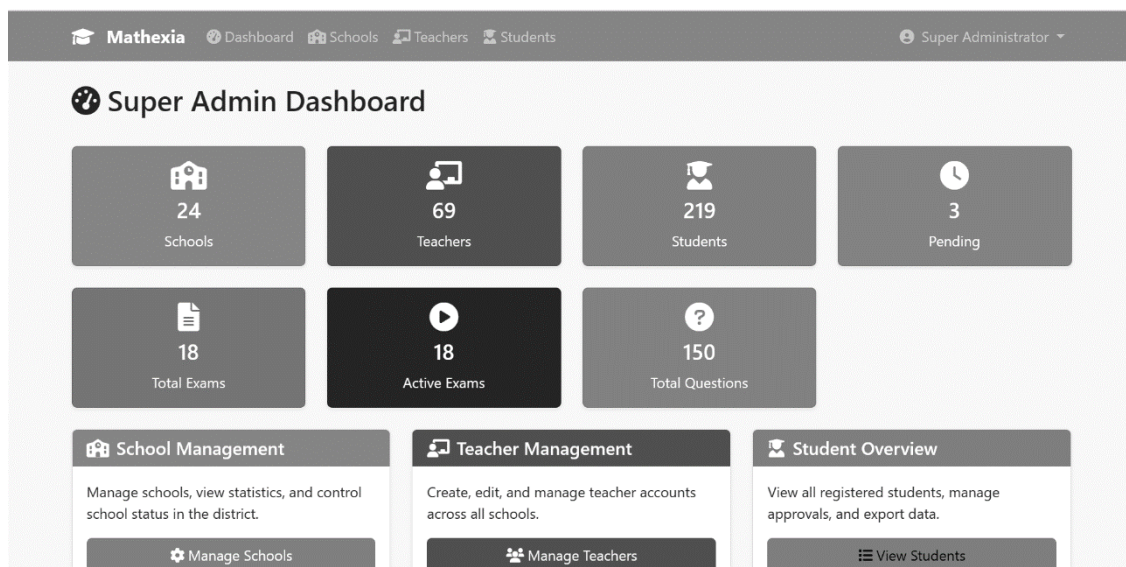 Mathexia Dashboard Schools Teachers Students Super Administrator
Super Admin Dashboard
24
Schools
69
Teachers
219
Students
3
Pending
18
Total Exams
18
Active Exams
150
Total Questions
School Management
Manage schools, view statistics, and control
school status in the district.
Manage Schools
Teacher Management
Create, edit, and manage teacher accounts
across all schools.
Manage Teachers
Student Overview
View all registered students, manage
approvals, and export data.
View Students